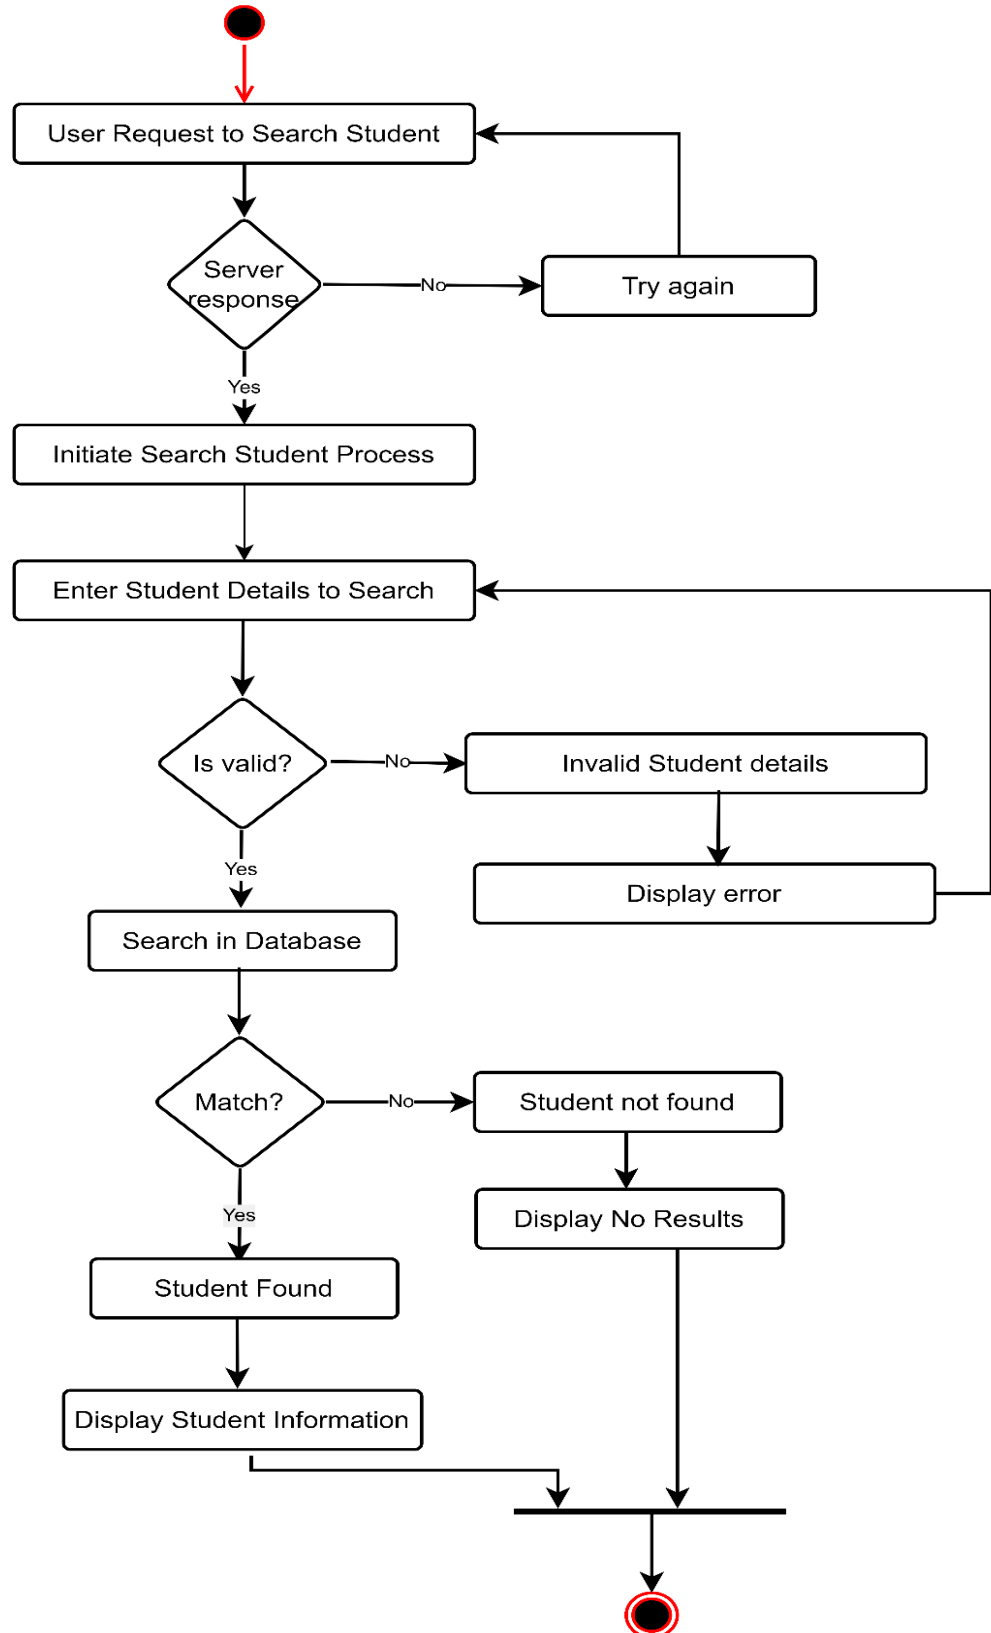 User Request to Search Student
Server
response
No
Try again
Yes
Initiate Search Student Process
Enter Student Details to Search
Is valid?
No
Invalid Student details
Yes
Display error
Search in Database
Match?
No
Student not found
Yes
Display No Results
Student Found
Display Student Information